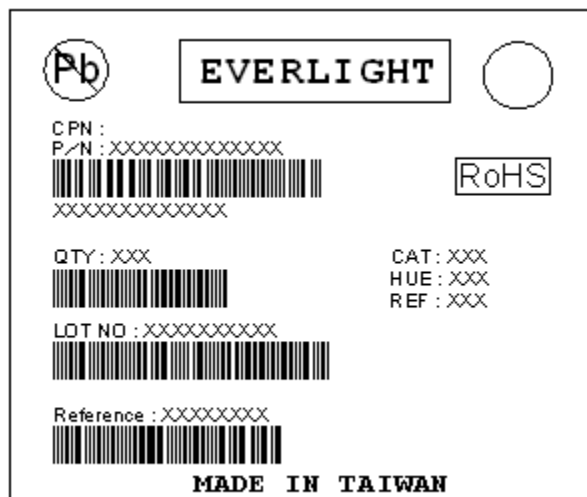 Pb
EVERLIGHT
CPN :
P/N : XXXXXXXXXXXXX
RoHS
XXXXXXXXXXXXX
QTY : XXX
CAT : XXX
HUE : XXX
REF : XXX
LOT NO : XXXXXXXXXX
Reference : XXXXXXXX
MADE IN TAIWAN